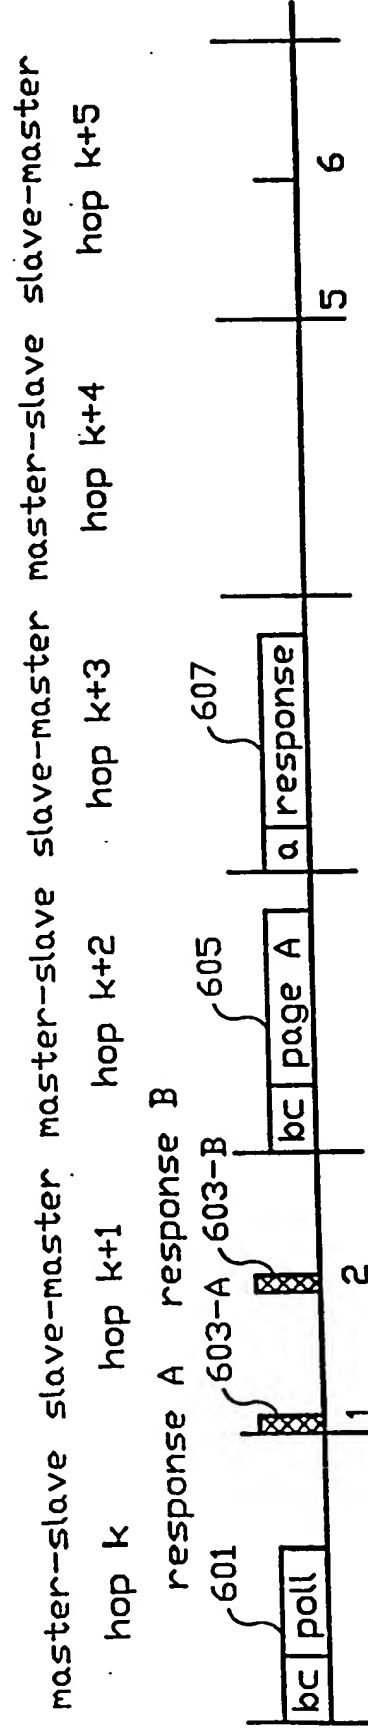 master-slave slave-master master-slave slave-master master-slave slave-master
hop k hop k+1 hop k+2 hop k+3 hop k+4 hop k+5
response A response B
601 603-A 603-B 605 607
bc poll bc page A a response
1 2 5 6